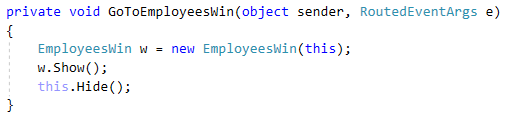 private void GoToEmployeesWin(object sender, RoutedEventArgs e)
{
    EmployeesWin w = new EmployeesWin(this);
    w.Show();
    this.Hide();
}